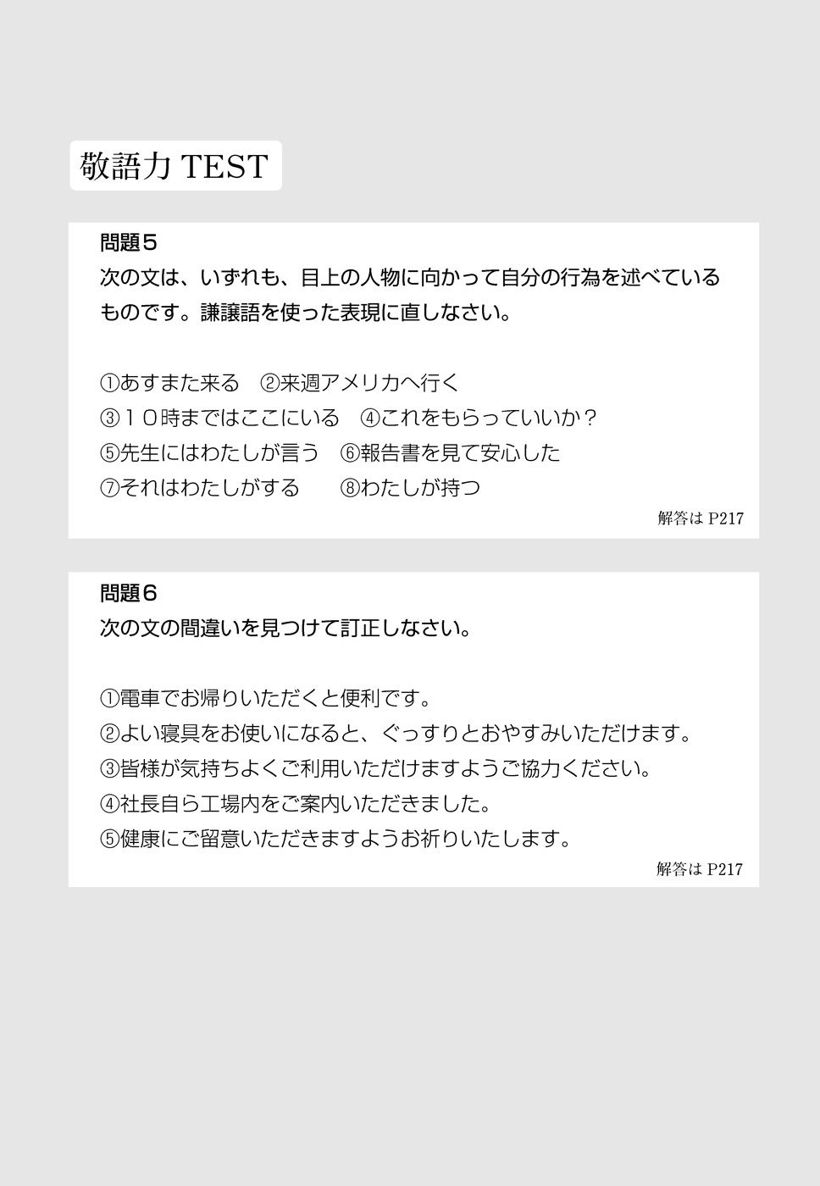 敬語力 TEST
問題5
次の文は、いずれも、目上の人物に向かって自分の行為を述べている
ものです。謙譲語を使った表現に直しなさい。
①あすまた来る　②来週アメリカへ行く
③１０時まではここにいる　④これをもらっていいか？
⑤先生にはわたしが言う　⑥報告書を見て安心した
⑦それはわたしがする　　⑧わたしが持つ
解答は P217
問題6
次の文の間違いを見つけて訂正しなさい。
①電車でお帰りいただくと便利です。
②よい寝具をお使いになると、ぐっすりとおやすみいただけます。
③皆様が気持ちよくご利用いただけますようご協力ください。
④社長自ら工場内をご案内いただきました。
⑤健康にご留意いただきますようお祈りいたします。
解答は P217